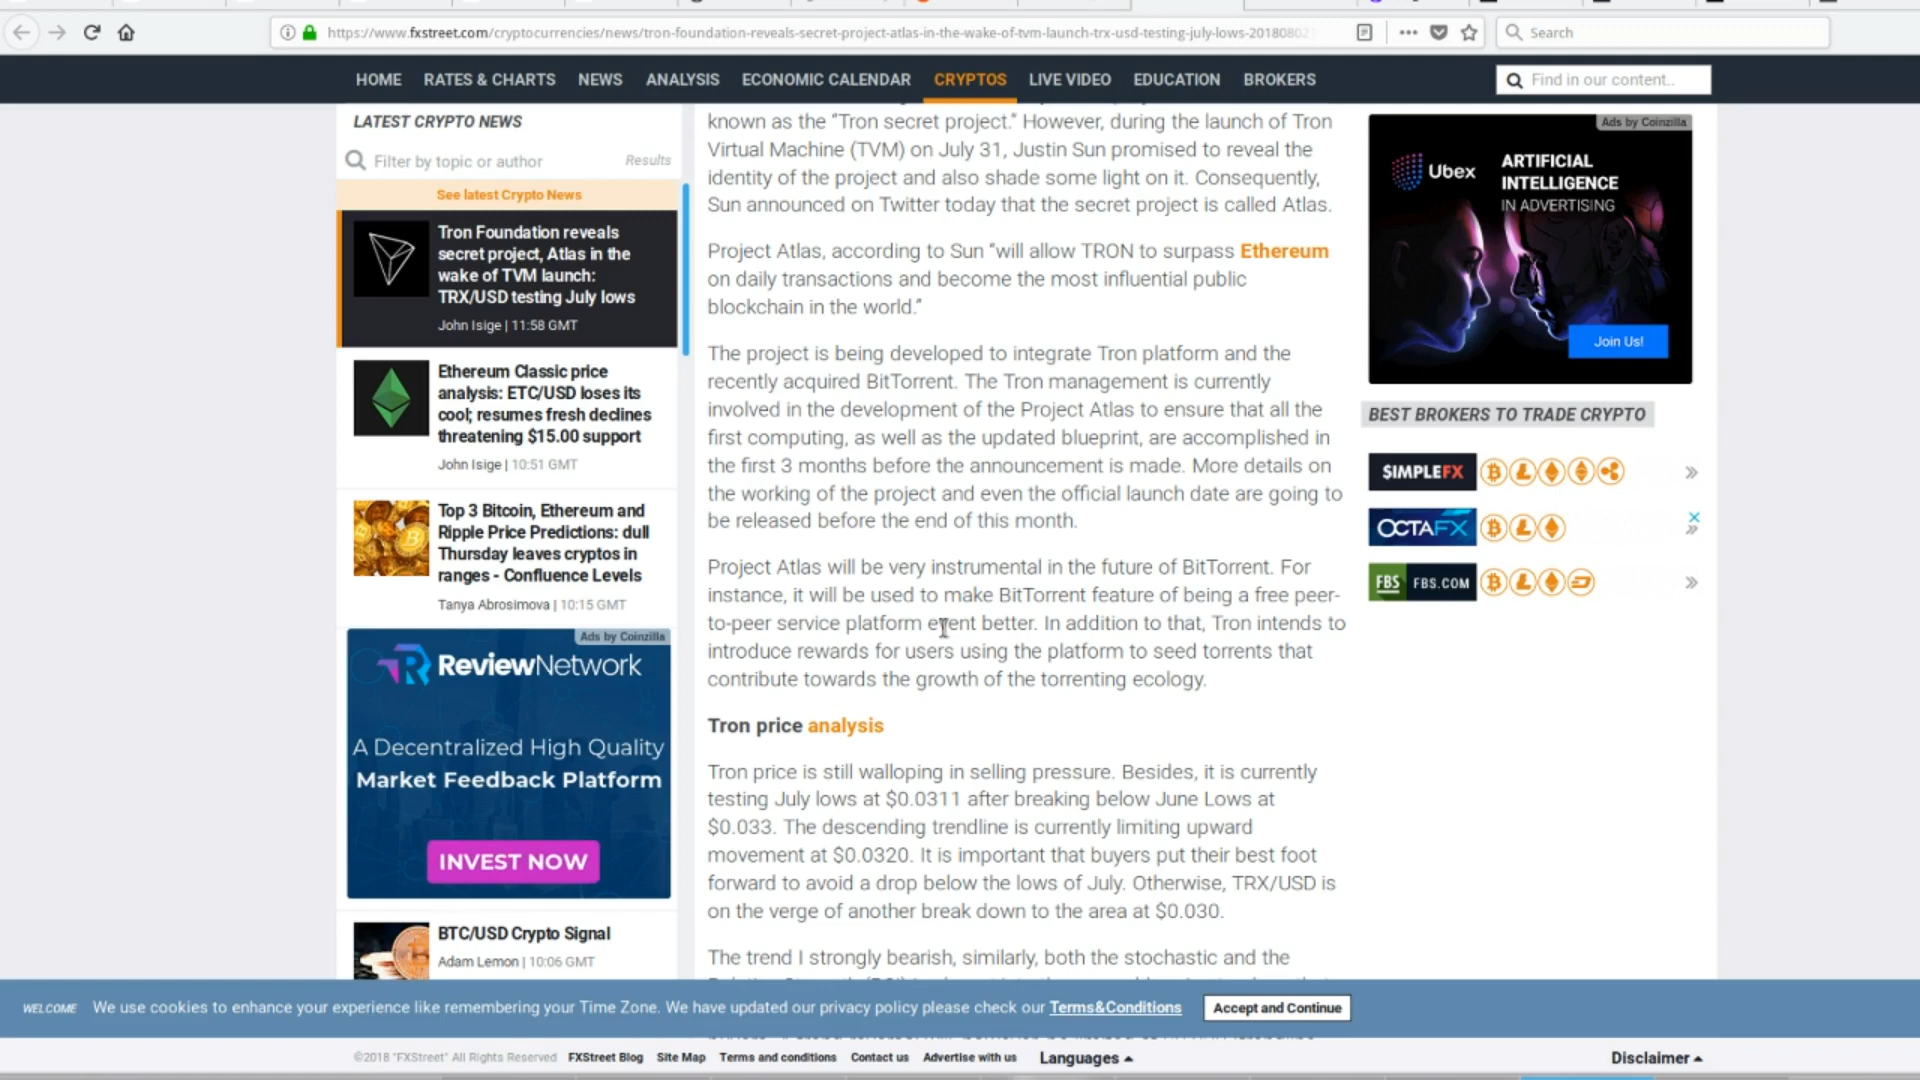 https://www.fxstreet.com/cryptocurrencies/news/tron-foundation-reveals-secret-project-atlas-in-the-wake-of-tvm-launch-trx-usd-testing-july-lows-20180802
Search
HOME RATES & CHARTS NEWS ANALYSIS ECONOMIC CALENDAR CRYPTOS LIVE VIDEO EDUCATION BROKERS
Find in our content..
LATEST CRYPTO NEWS
Filter by topic or author Results
See latest Crypto News
Tron Foundation reveals
secret project, Atlas in the
wake of TVM launch:
TRX/USD testing July lows
John Isige | 11:58 GMT
Ethereum Classic price
analysis: ETC/USD loses its
cool; resumes fresh declines
threatening $15.00 support
John Isige | 10:51 GMT
Top 3 Bitcoin, Ethereum and
Ripple Price Predictions: dull
Thursday leaves cryptos in
ranges - Confluence Levels
Tanya Abrosimova | 10:15 GMT
Ads by Coinzilla
ReviewNetwork
A Decentralized High Quality
Market Feedback Platform
INVEST NOW
BTC/USD Crypto Signal
Adam Lemon | 10:06 GMT
known as the “Tron secret project.” However, during the launch of Tron
Virtual Machine (TVM) on July 31, Justin Sun promised to reveal the
identity of the project and also shade some light on it. Consequently,
Sun announced on Twitter today that the secret project is called Atlas.
Project Atlas, according to Sun “will allow TRON to surpass Ethereum
on daily transactions and become the most influential public
blockchain in the world.”
The project is being developed to integrate Tron platform and the
recently acquired BitTorrent. The Tron management is currently
involved in the development of the Project Atlas to ensure that all the
first computing, as well as the updated blueprint, are accomplished in
the first 3 months before the announcement is made. More details on
the working of the project and even the official launch date are going to
be released before the end of this month.
Project Atlas will be very instrumental in the future of BitTorrent. For
instance, it will be used to make BitTorrent feature of being a free peer-
to-peer service platform event better. In addition to that, Tron intends to
introduce rewards for users using the platform to seed torrents that
contribute towards the growth of the torrenting ecology.
Tron price analysis
Tron price is still walloping in selling pressure. Besides, it is currently
testing July lows at $0.0311 after breaking below June Lows at
$0.033. The descending trendline is currently limiting upward
movement at $0.0320. It is important that buyers put their best foot
forward to avoid a drop below the lows of July. Otherwise, TRX/USD is
on the verge of another break down to the area at $0.030.
The trend I strongly bearish, similarly, both the stochastic and the
Ads by Coinzilla
Ubex
ARTIFICIAL
INTELLIGENCE
IN ADVERTISING
Join Us!
BEST BROKERS TO TRADE CRYPTO
SIMPLEFX
OCTAFX
FBS FBS.COM
WELCOME We use cookies to enhance your experience like remembering your Time Zone. We have updated our privacy policy please check our Terms&Conditions Accept and Continue
©2018 "FXStreet" All Rights Reserved FXStreet Blog Site Map Terms and conditions Contact us Advertise with us Languages Disclaimer